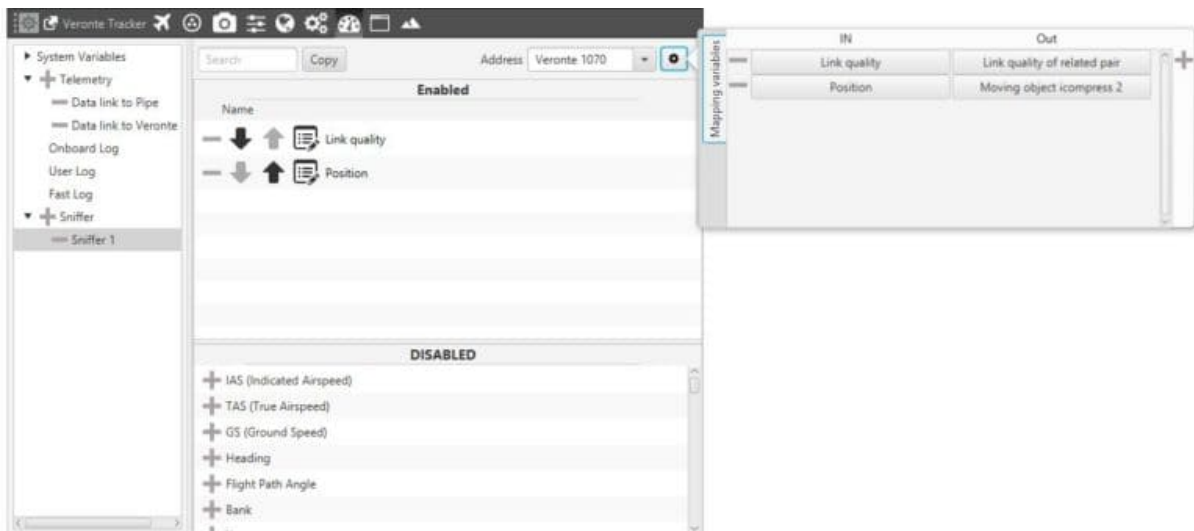 Veronte Tracker
System Variables
Telemetry
Data link to Pipe
Data link to Veronte
Onboard Log
User Log
Fast Log
Sniffer
Sniffer 1
Search
Copy
Address
Veronte 1070
Enabled
Name
Link quality
Position
DISABLED
IAS (Indicated Airspeed)
TAS (True Airspeed)
GS (Ground Speed)
Heading
Flight Path Angle
Bank
Mapping variables
IN Out
Link quality Link quality of related pair
Position Moving object icompress 2